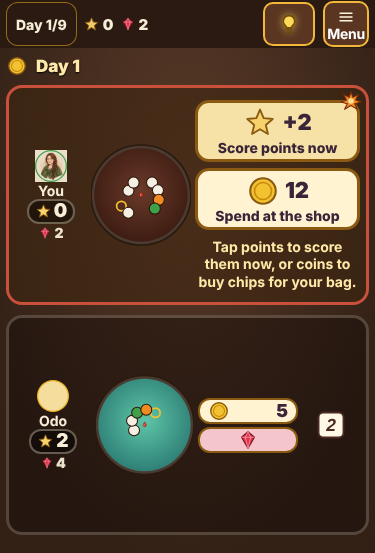 Day 1/9
0
2
Menu
Day 1
+2
Score points now
You
0
2
12
Spend at the shop
Tap points to score
them now, or coins to
buy chips for your bag.
Odo
2
4
5
2